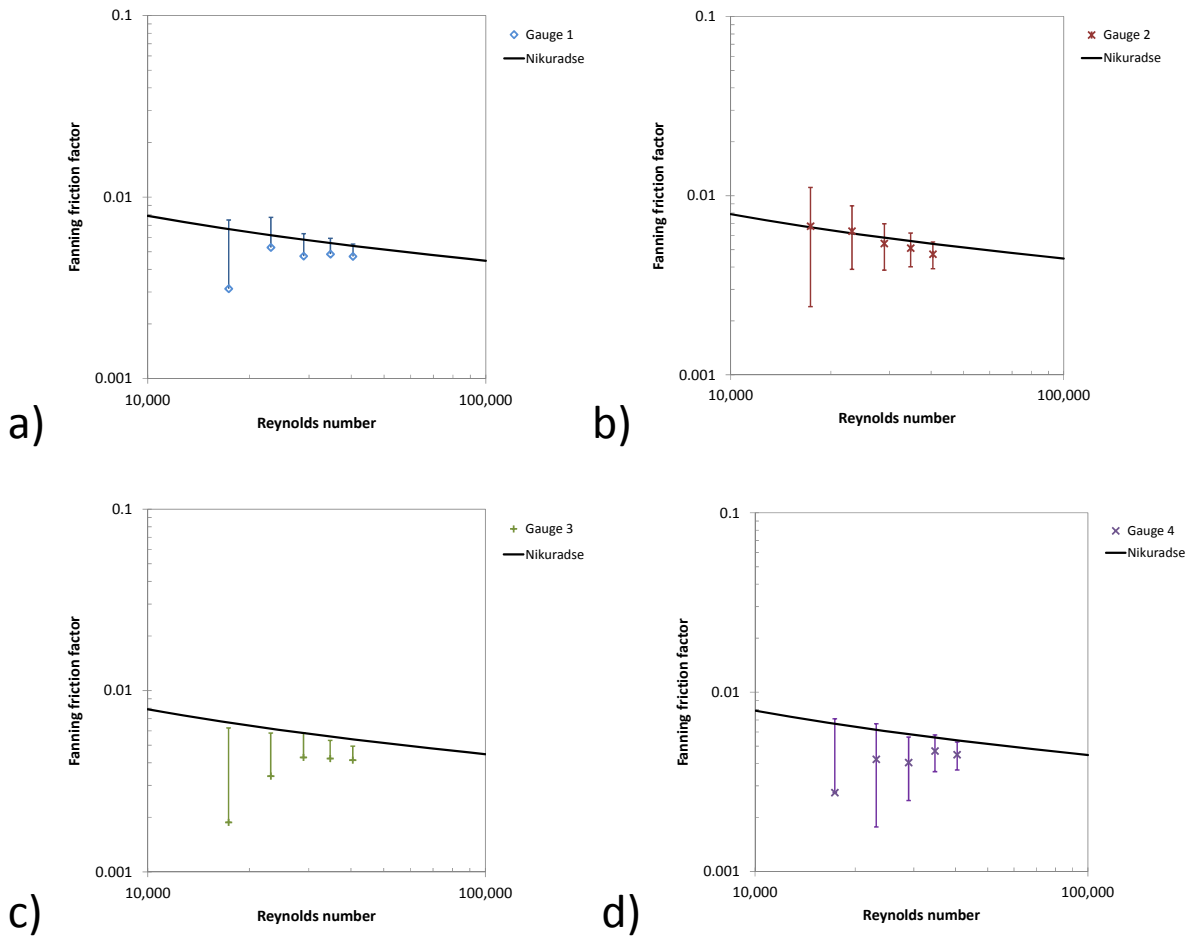 0.1
0.01
0.001
10,000
100,000
Fanning friction factor
Reynolds number
Gauge 1
Nikuradse
a)
0.1
0.01
0.001
10,000
100,000
Fanning friction factor
Reynolds number
Gauge 2
Nikuradse
b)
0.1
0.01
0.001
10,000
100,000
Fanning friction factor
Reynolds number
Gauge 3
Nikuradse
c)
0.1
0.01
0.001
10,000
100,000
Fanning friction factor
Reynolds number
Gauge 4
Nikuradse
d)